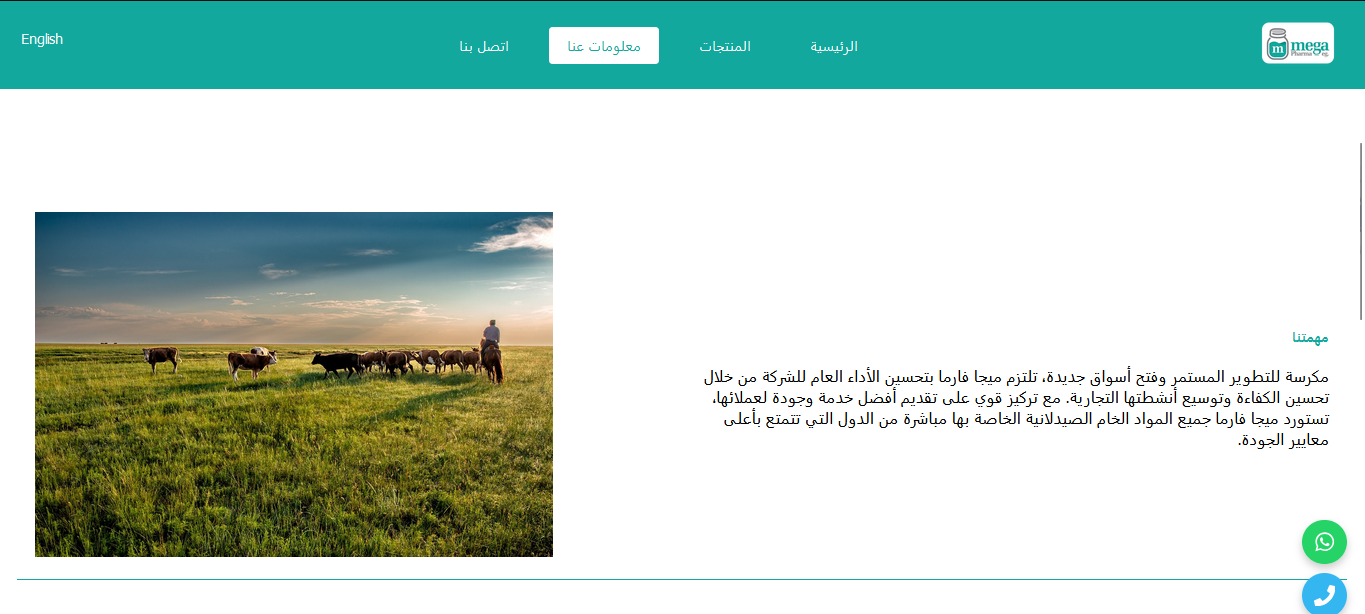 mega
Pharma eg.
الرئيسية
المنتجات
معلومات عنا
اتصل بنا
English
مهمتنا
مكرسة للتطوير المستمر وفتح أسواق جديدة، تلتزم ميجا فارما بتحسين الأداء العام للشركة من خلال
تحسين الكفاءة وتوسيع أنشطتها التجارية. مع تركيز قوي على تقديم أفضل خدمة وجودة لعملائها،
تستورد ميجا فارما جميع المواد الخام الصيدلانية الخاصة بها مباشرة من الدول التي تتمتع بأعلى
معايير الجودة.